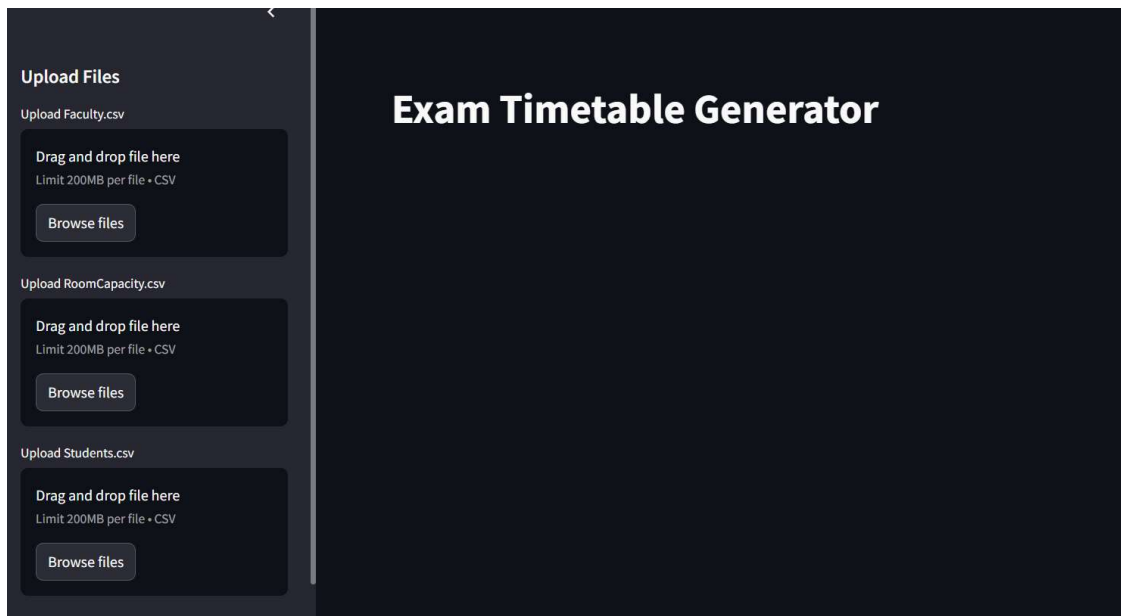 Upload Files
Upload Faculty.csv
Drag and drop file here
Limit 200MB per file • CSV
Browse files
Upload RoomCapacity.csv
Drag and drop file here
Limit 200MB per file • CSV
Browse files
Upload Students.csv
Drag and drop file here
Limit 200MB per file • CSV
Browse files
Exam Timetable Generator